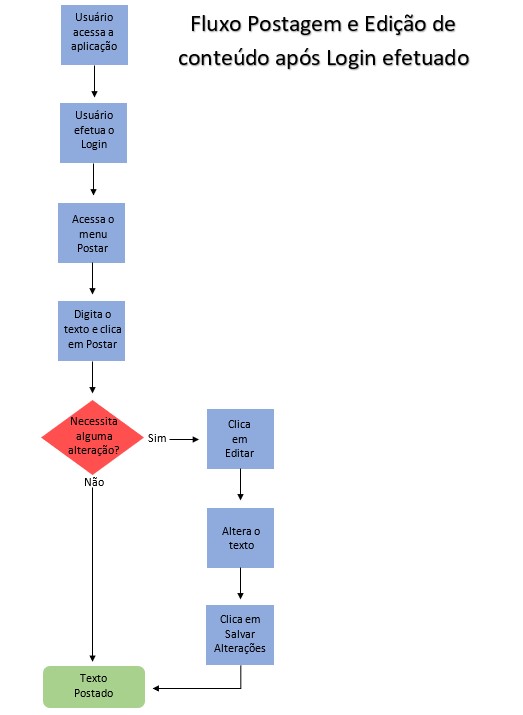 Fluxo Postagem e Edição de
conteúdo após Login efetuado
Usuário
acessa a
aplicação
Usuário
efetua o
Login
Acessa o
menu
Postar
Digita o
texto e clica
em Postar
Necessita
alguma
alteração?
Sim
Não
Clica
em
Editar
Altera o
texto
Clica em
Salvar
Alterações
Texto
Postado